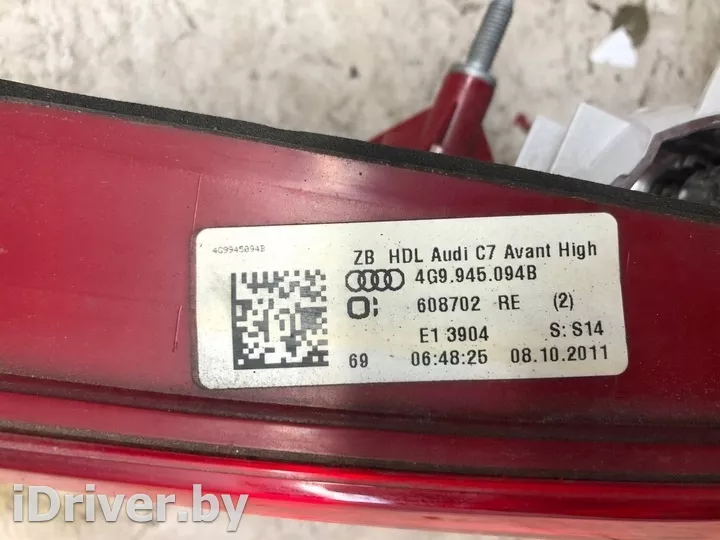 4G9945094B
ZB HDL Audi C7 Avant High
4G9.945.094B
608702 RE (2)
E1 3904 S: S14
69 06:48:25 08.10.2011
iDriver.by